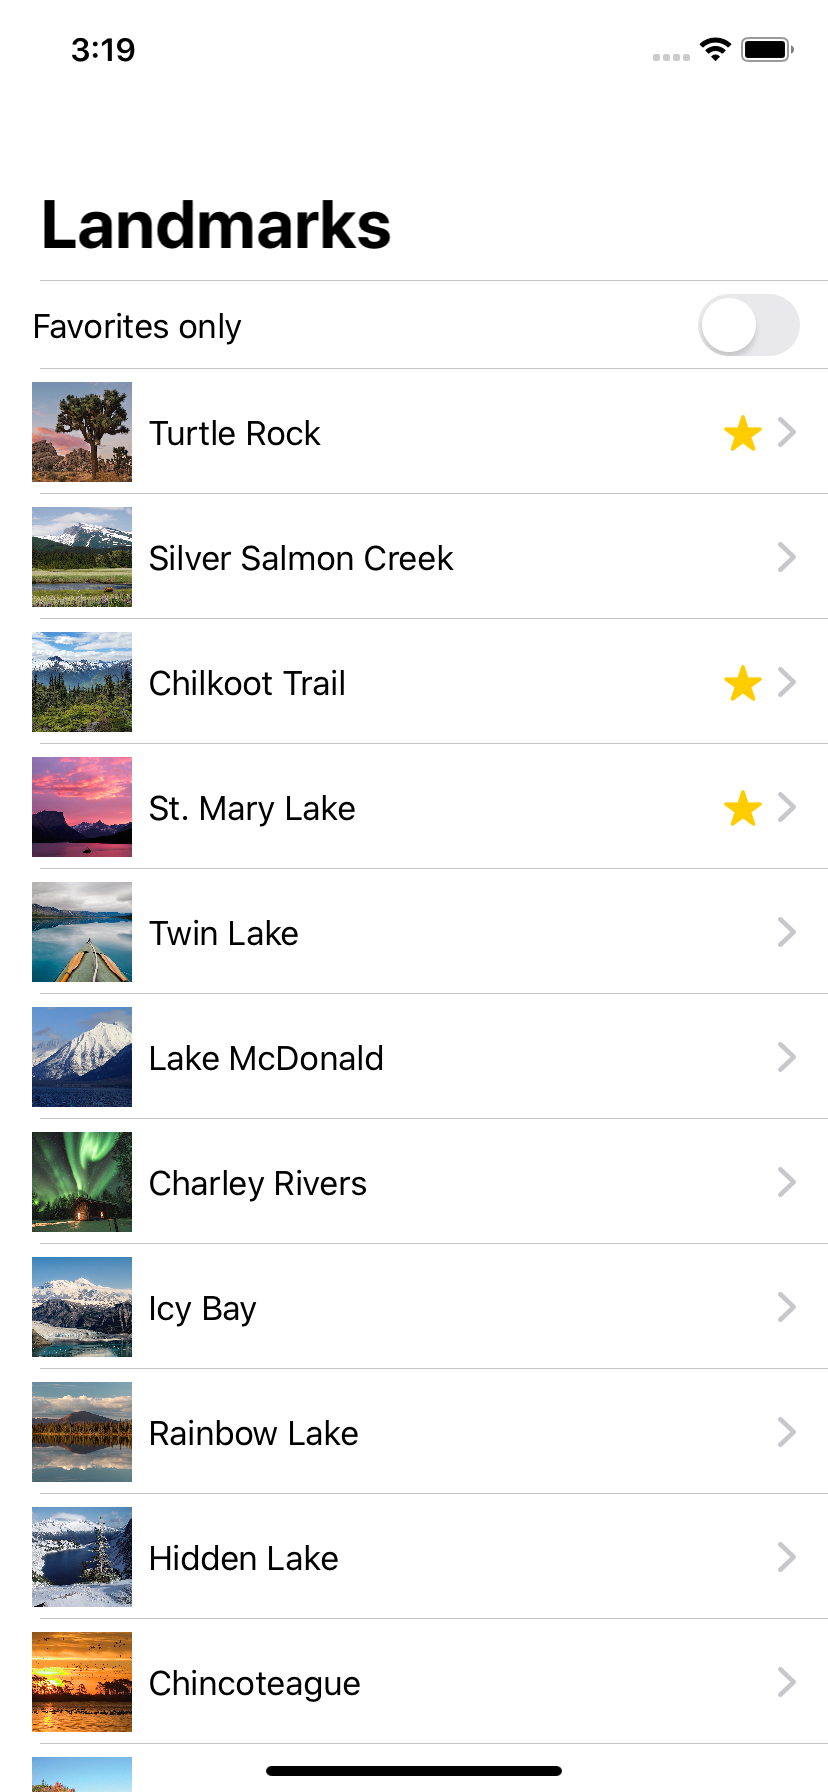 3:19
Landmarks
Favorites only
Turtle Rock
Silver Salmon Creek
Chilkoot Trail
St. Mary Lake
Twin Lake
Lake McDonald
Charley Rivers
Icy Bay
Rainbow Lake
Hidden Lake
Chincoteague